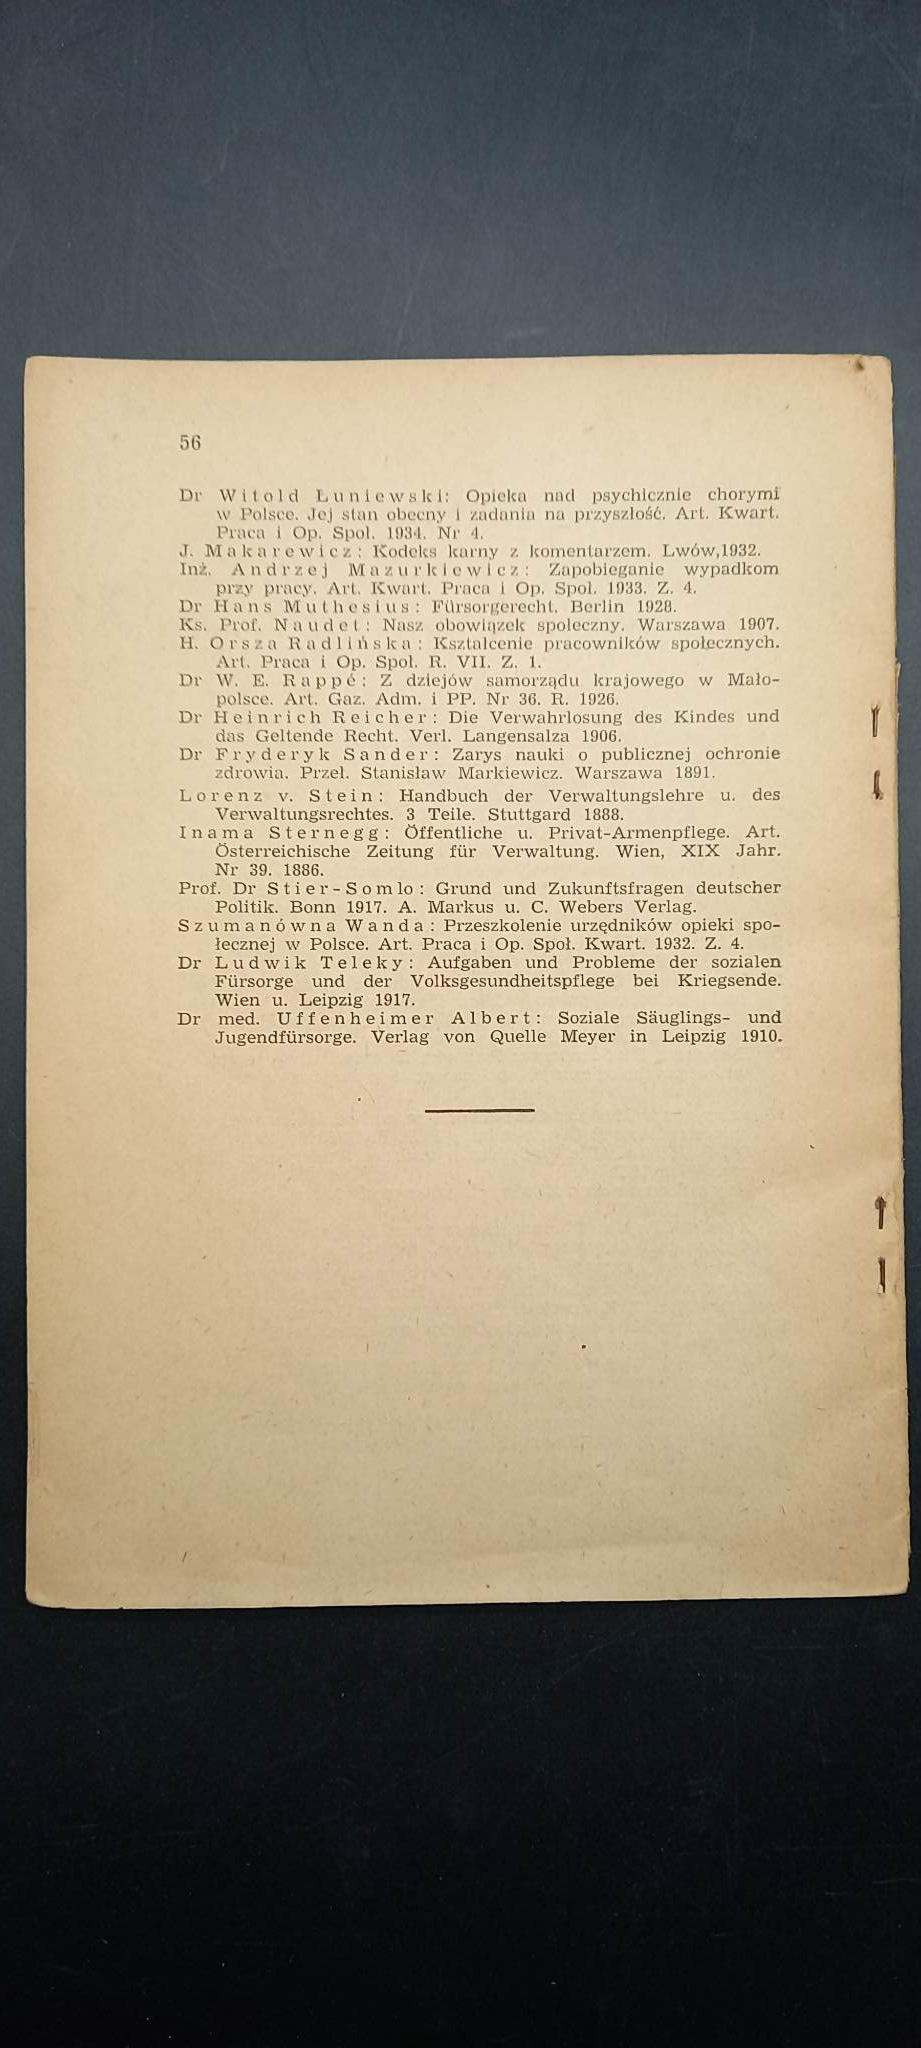 56
Dr Witold Łuniewski: Opieka nad psychicznie chorymi
w Polsce. Jej stan obecny i zadania na przyszłość. Art. Kwart.
Praca i Op. Spol. 1934. Nr 4.
J. Makarewicz: Kodeks karny z komentarzem. Lwów,1932.
Inż. Andrzej Mazurkiewicz: Zapobieganie wypadkom
przy pracy. Art. Kwart. Praca i Op. Spol. 1933. Z. 4.
Dr Hans Muthesius: Fürsorgerecht. Berlin 1928.
Ks. Prof. Naudet: Nasz obowiązek społeczny. Warszawa 1907.
H. Orsza Radlińska: Kształcenie pracowników społecznych.
Art. Praca i Op. Spol. R. VII. Z. 1.
Dr W. E. Rappé: Z dziejów samorządu krajowego w Mało-
polsce. Art. Gaz. Adm. i PP. Nr 36. R. 1926.
Dr Heinrich Reicher: Die Verwahrlosung des Kindes und
das Geltende Recht. Verl. Langensalza 1906.
Dr Fryderyk Sander: Zarys nauki o publicznej ochronie
zdrowia. Przeł. Stanisław Markiewicz. Warszawa 1891.
Lorenz v. Stein: Handbuch der Verwaltungslehre u. des
Verwaltungsrechtes. 3 Teile. Stuttgard 1888.
Inama Sternegg: Öffentliche u. Privat-Armenpflege. Art.
Österreichische Zeitung für Verwaltung. Wien, XIX Jahr.
Nr 39. 1886.
Prof. Dr Stier-Somlo: Grund und Zukunftsfragen deutscher
Politik. Bonn 1917. A. Markus u. C. Webers Verlag.
Szumanówna Wanda: Przeszkolenie urzędników opieki spo-
łecznej w Polsce. Art. Praca i Op. Społ. Kwart. 1932. Z. 4.
Dr Ludwik Teleky: Aufgaben und Probleme der sozialen
Fürsorge und der Volksgesundheitspflege bei Kriegsende.
Wien u. Leipzig 1917.
Dr med. Uffenheimer Albert: Soziale Säuglings- und
Jugendfürsorge. Verlag von Quelle Meyer in Leipzig 1910.